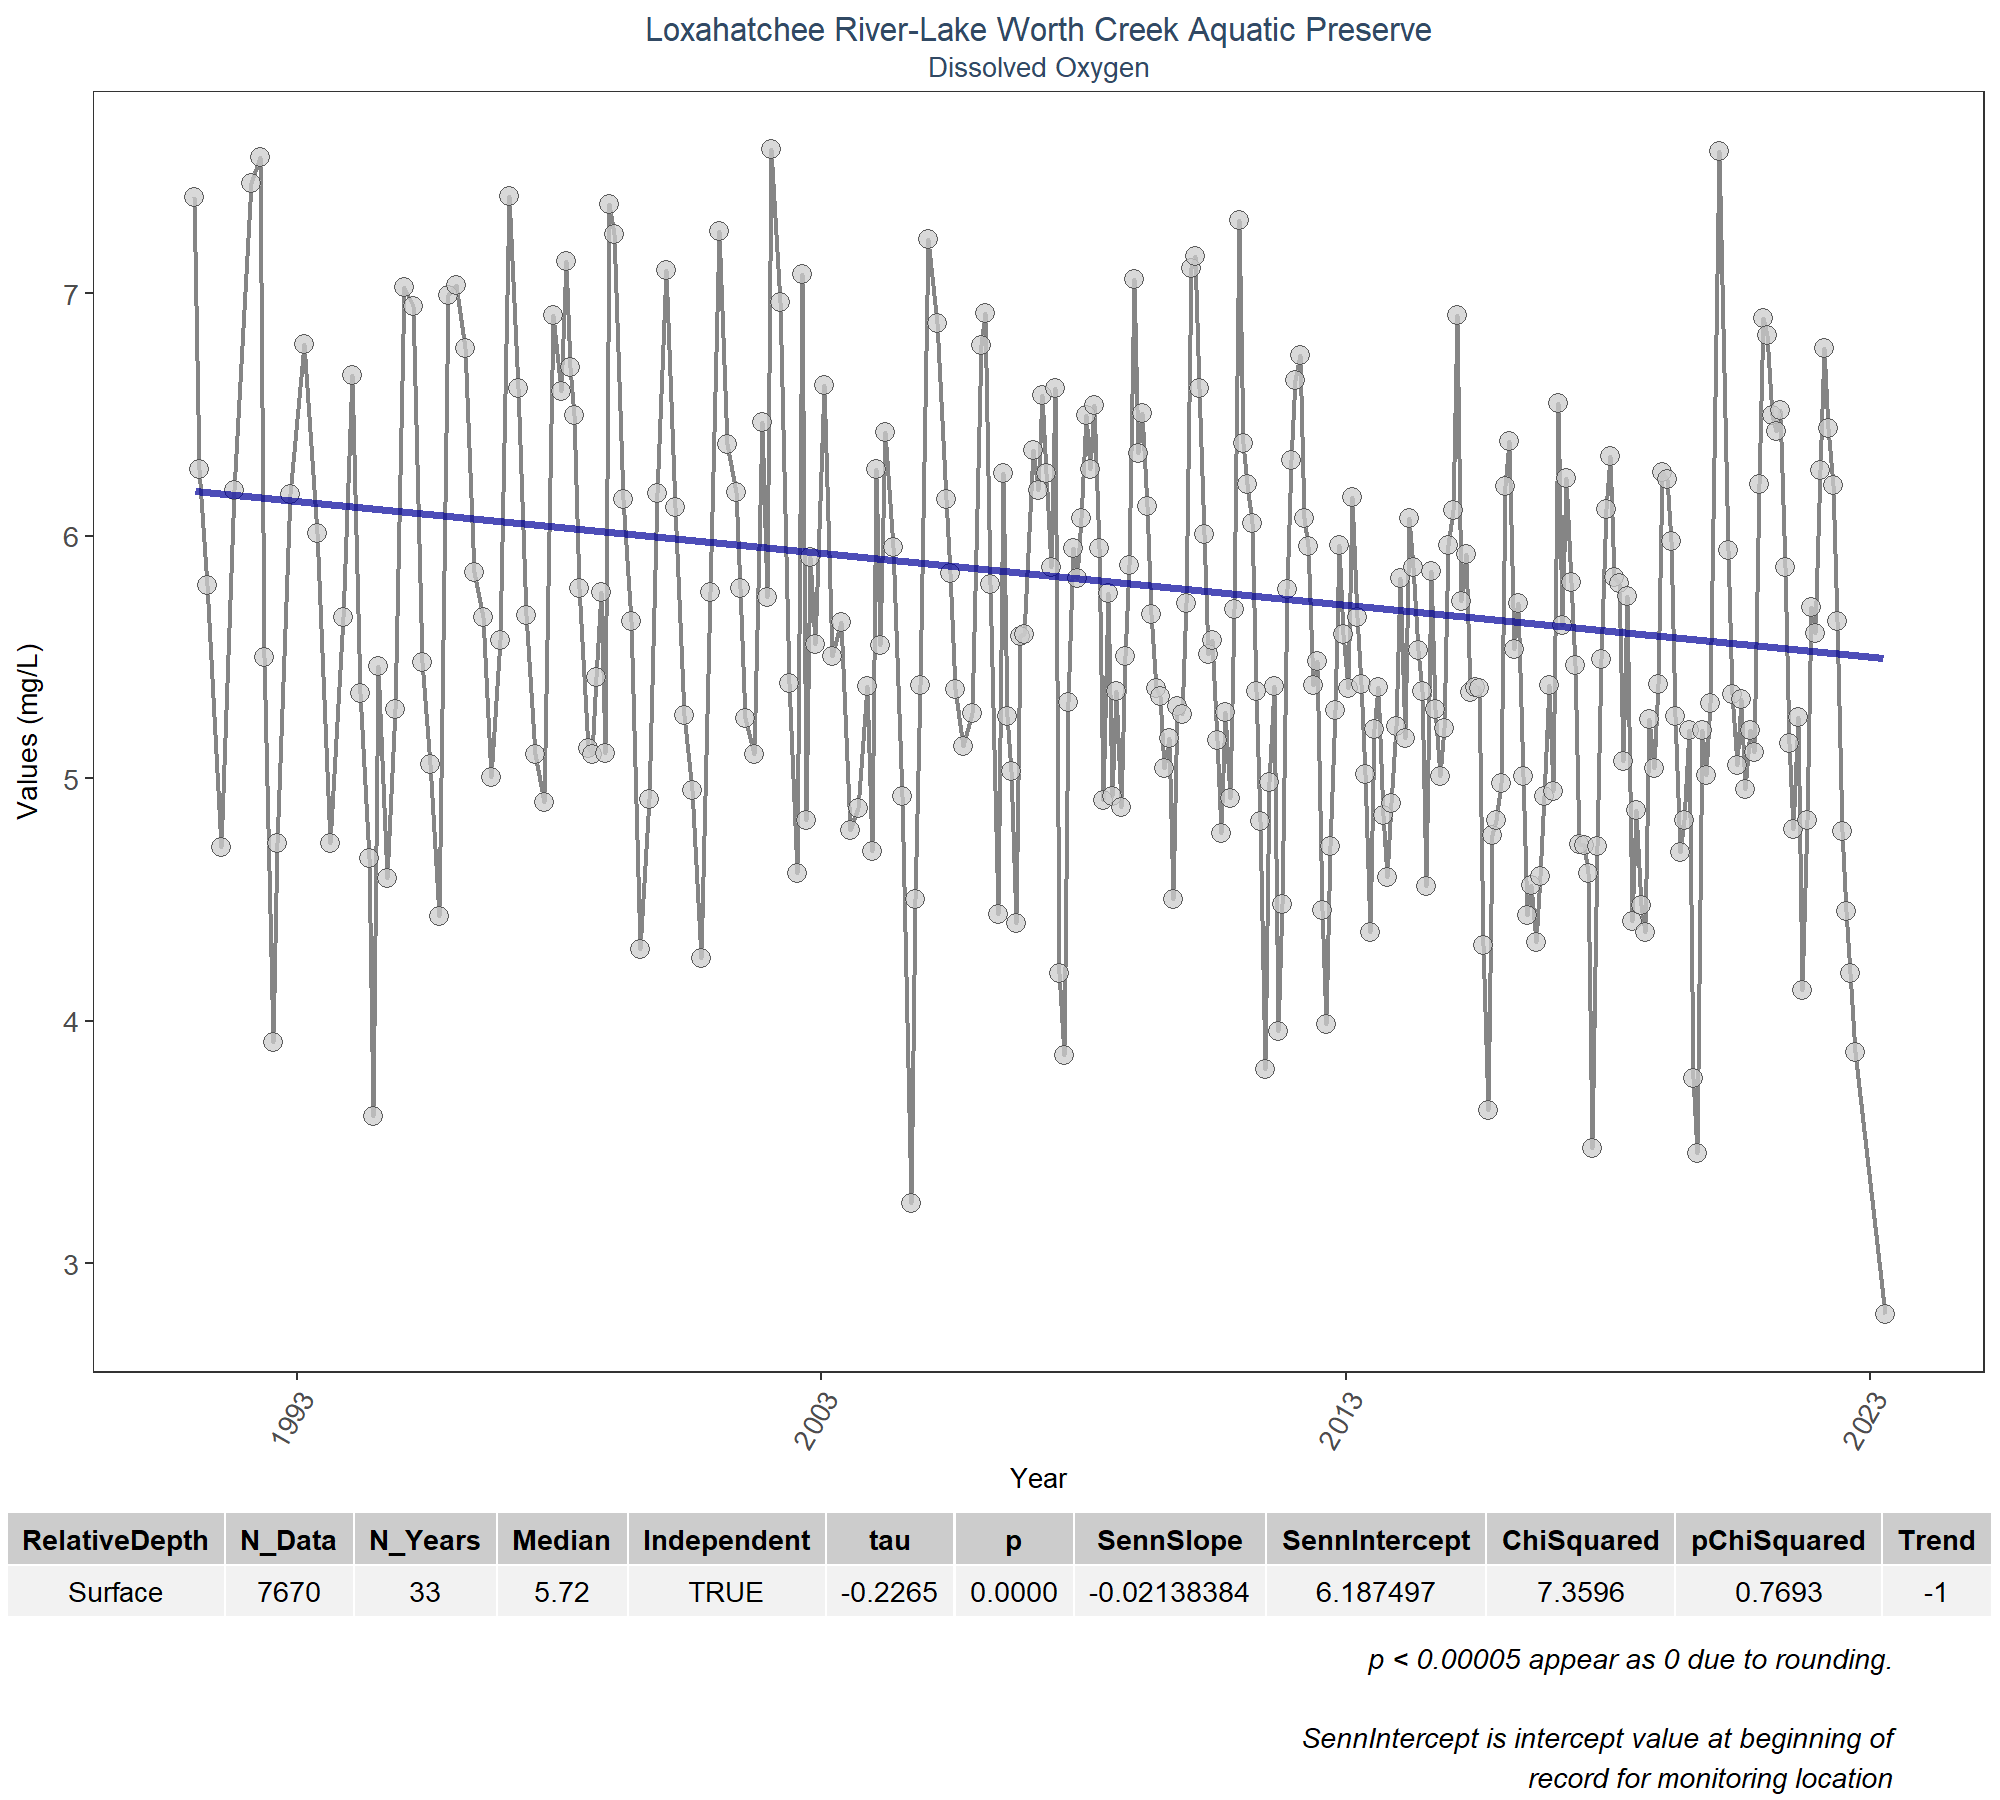 Loxahatchee River-Lake Worth Creek Aquatic Preserve
Dissolved Oxygen
Values (mg/L)
7
6
5
4
3
1993 2003 2013 2023
Year
RelativeDepth N_Data N_Years Median Independent tau p SennSlope SennIntercept ChiSquared pChiSquared Trend
Surface 7670 33 5.72 TRUE -0.2265 0.0000 -0.02138384 6.187497 7.3596 0.7693 -1
p < 0.00005 appear as 0 due to rounding.
SennIntercept is intercept value at beginning of
record for monitoring location